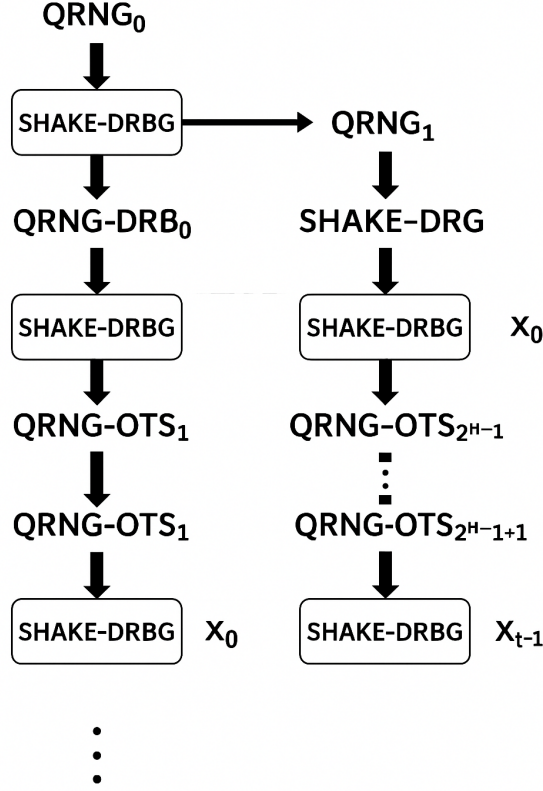 QRNG₀
SHAKE-DRBG
QRNG₁
QRNG-DRB₀
SHAKE–DRG
SHAKE-DRBG
SHAKE-DRBG X₀
QRNG-OTS₁
QRNG–OTS₂ᴴ⁻¹
QRNG-OTS₁
QRNG-OTS₂ᴴ⁻¹⁺¹
SHAKE-DRBG X₀
SHAKE-DRBG Xₜ₋₁